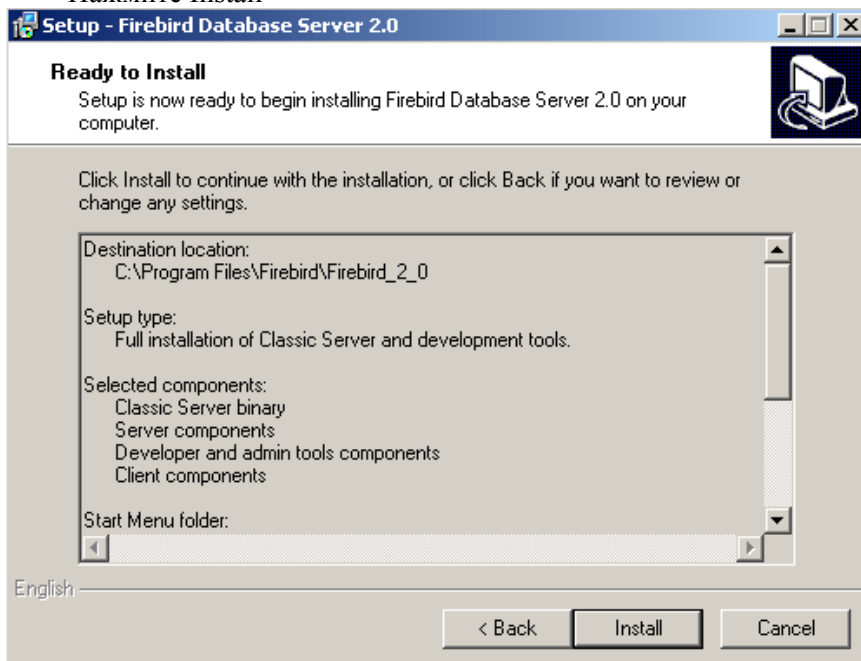 Нажмите Install
Setup - Firebird Database Server 2.0
Ready to Install
Setup is now ready to begin installing Firebird Database Server 2.0 on your
computer.
Click Install to continue with the installation, or click Back if you want to review or
change any settings.
Destination location:
C:\Program Files\Firebird\Firebird_2_0
Setup type:
Full installation of Classic Server and development tools.
Selected components:
Classic Server binary
Server components
Developer and admin tools components
Client components
Start Menu folder:
English
< Back Install Cancel